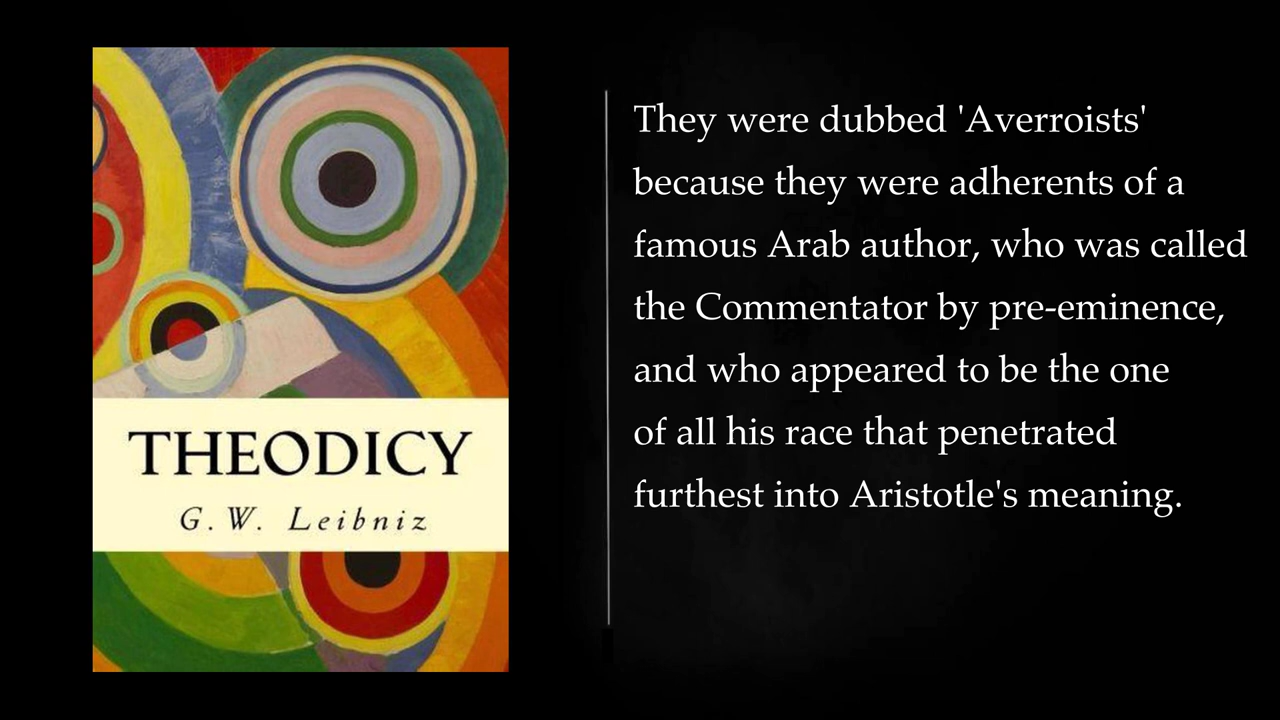 THEODICY
G. W. Leibniz
They were dubbed 'Averroists'
because they were adherents of a
famous Arab author, who was called
the Commentator by pre-eminence,
and who appeared to be the one
of all his race that penetrated
furthest into Aristotle's meaning.